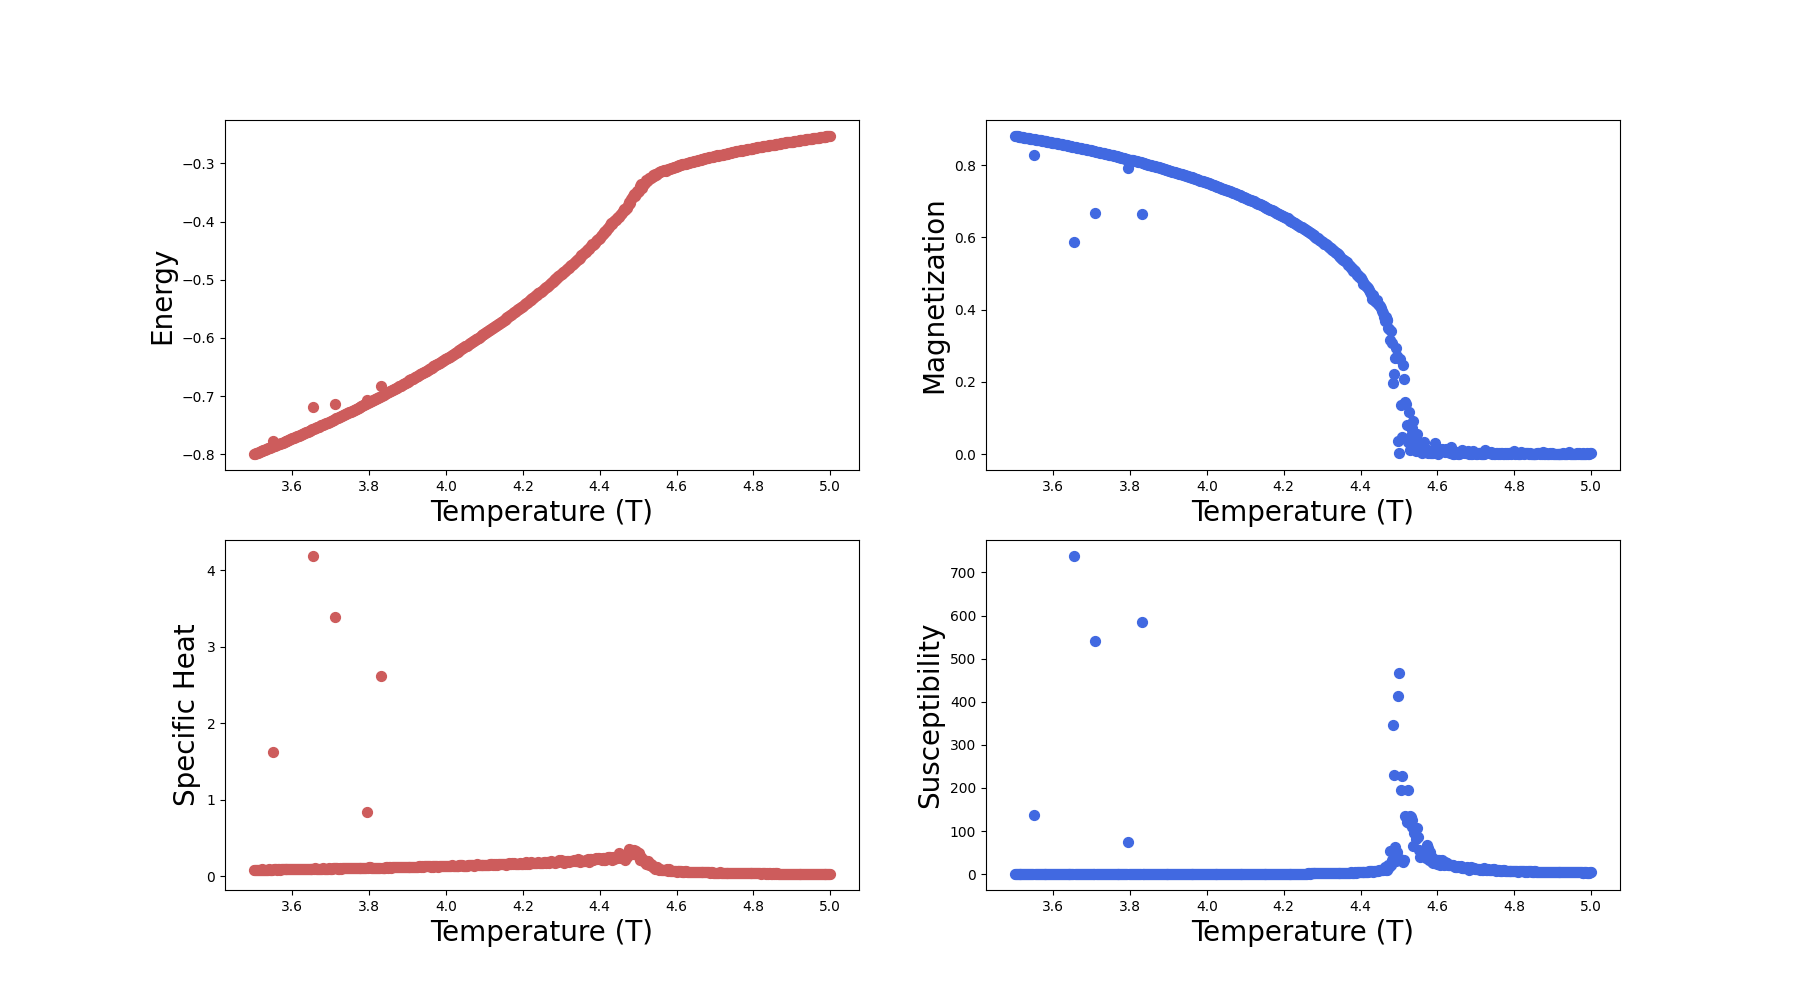 Energy
−0.3
−0.4
−0.5
−0.6
−0.7
−0.8
3.6 3.8 4.0 4.2 4.4 4.6 4.8 5.0
Temperature (T)
Magnetization
0.8
0.6
0.4
0.2
0.0
3.6 3.8 4.0 4.2 4.4 4.6 4.8 5.0
Temperature (T)
Specific Heat
4
3
2
1
0
3.6 3.8 4.0 4.2 4.4 4.6 4.8 5.0
Temperature (T)
Susceptibility
700
600
500
400
300
200
100
0
3.6 3.8 4.0 4.2 4.4 4.6 4.8 5.0
Temperature (T)